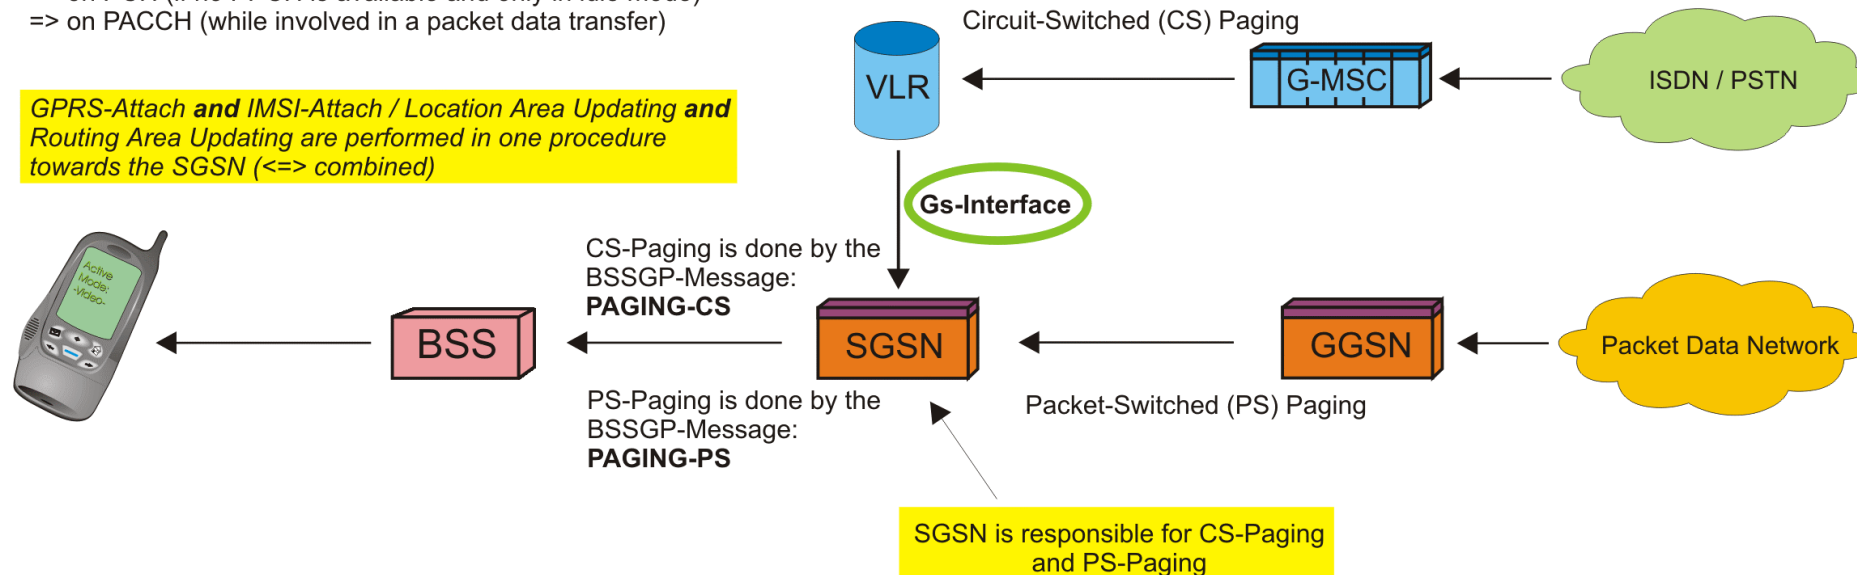 => on PACCH (while involved in a packet data transfer)
Circuit-Switched (CS) Paging
VLR
G-MSC
ISDN / PSTN
GPRS-Attach and IMSI-Attach / Location Area Updating and
Routing Area Updating are performed in one procedure
towards the SGSN (<=> combined)
Gs-Interface
CS-Paging is done by the
BSSGP-Message:
PAGING-CS
Active
Mode:
-Video-
BSS
SGSN
GGSN
Packet Data Network
PS-Paging is done by the
BSSGP-Message:
PAGING-PS
Packet-Switched (PS) Paging
SGSN is responsible for CS-Paging
and PS-Paging